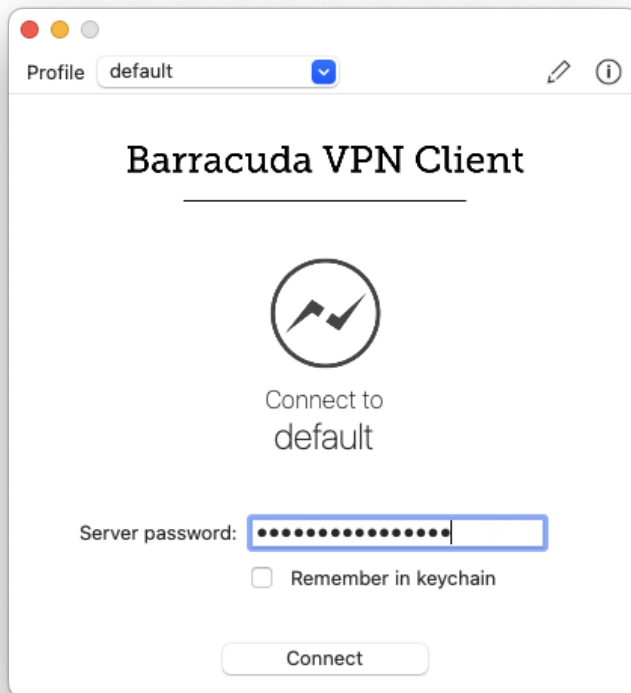 Profile default
Barracuda VPN Client
Connect to
default
Server password: ••••••••••••••••
Remember in keychain
Connect